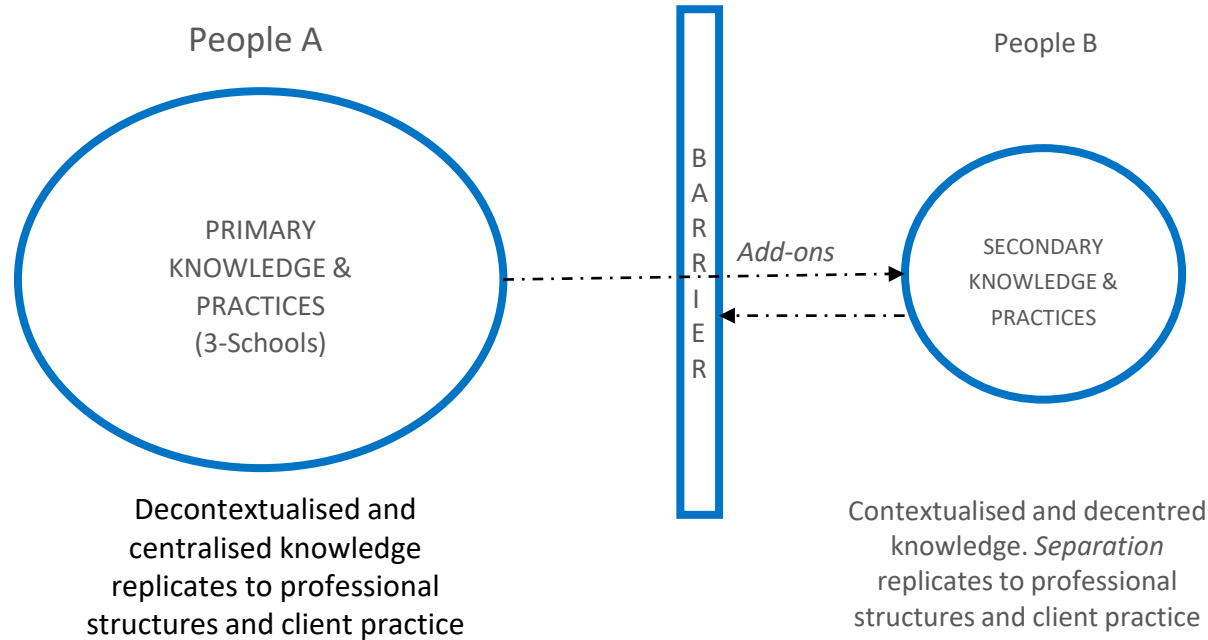 People A
PRIMARY
KNOWLEDGE &
PRACTICES
(3-Schools)
Decontextualised and
centralised knowledge
replicates to professional
structures and client practice
B
A
R
R
I
E
R
Add-ons
People B
SECONDARY
KNOWLEDGE &
PRACTICES
Contextualised and decentred
knowledge. Separation
replicates to professional
structures and client practice